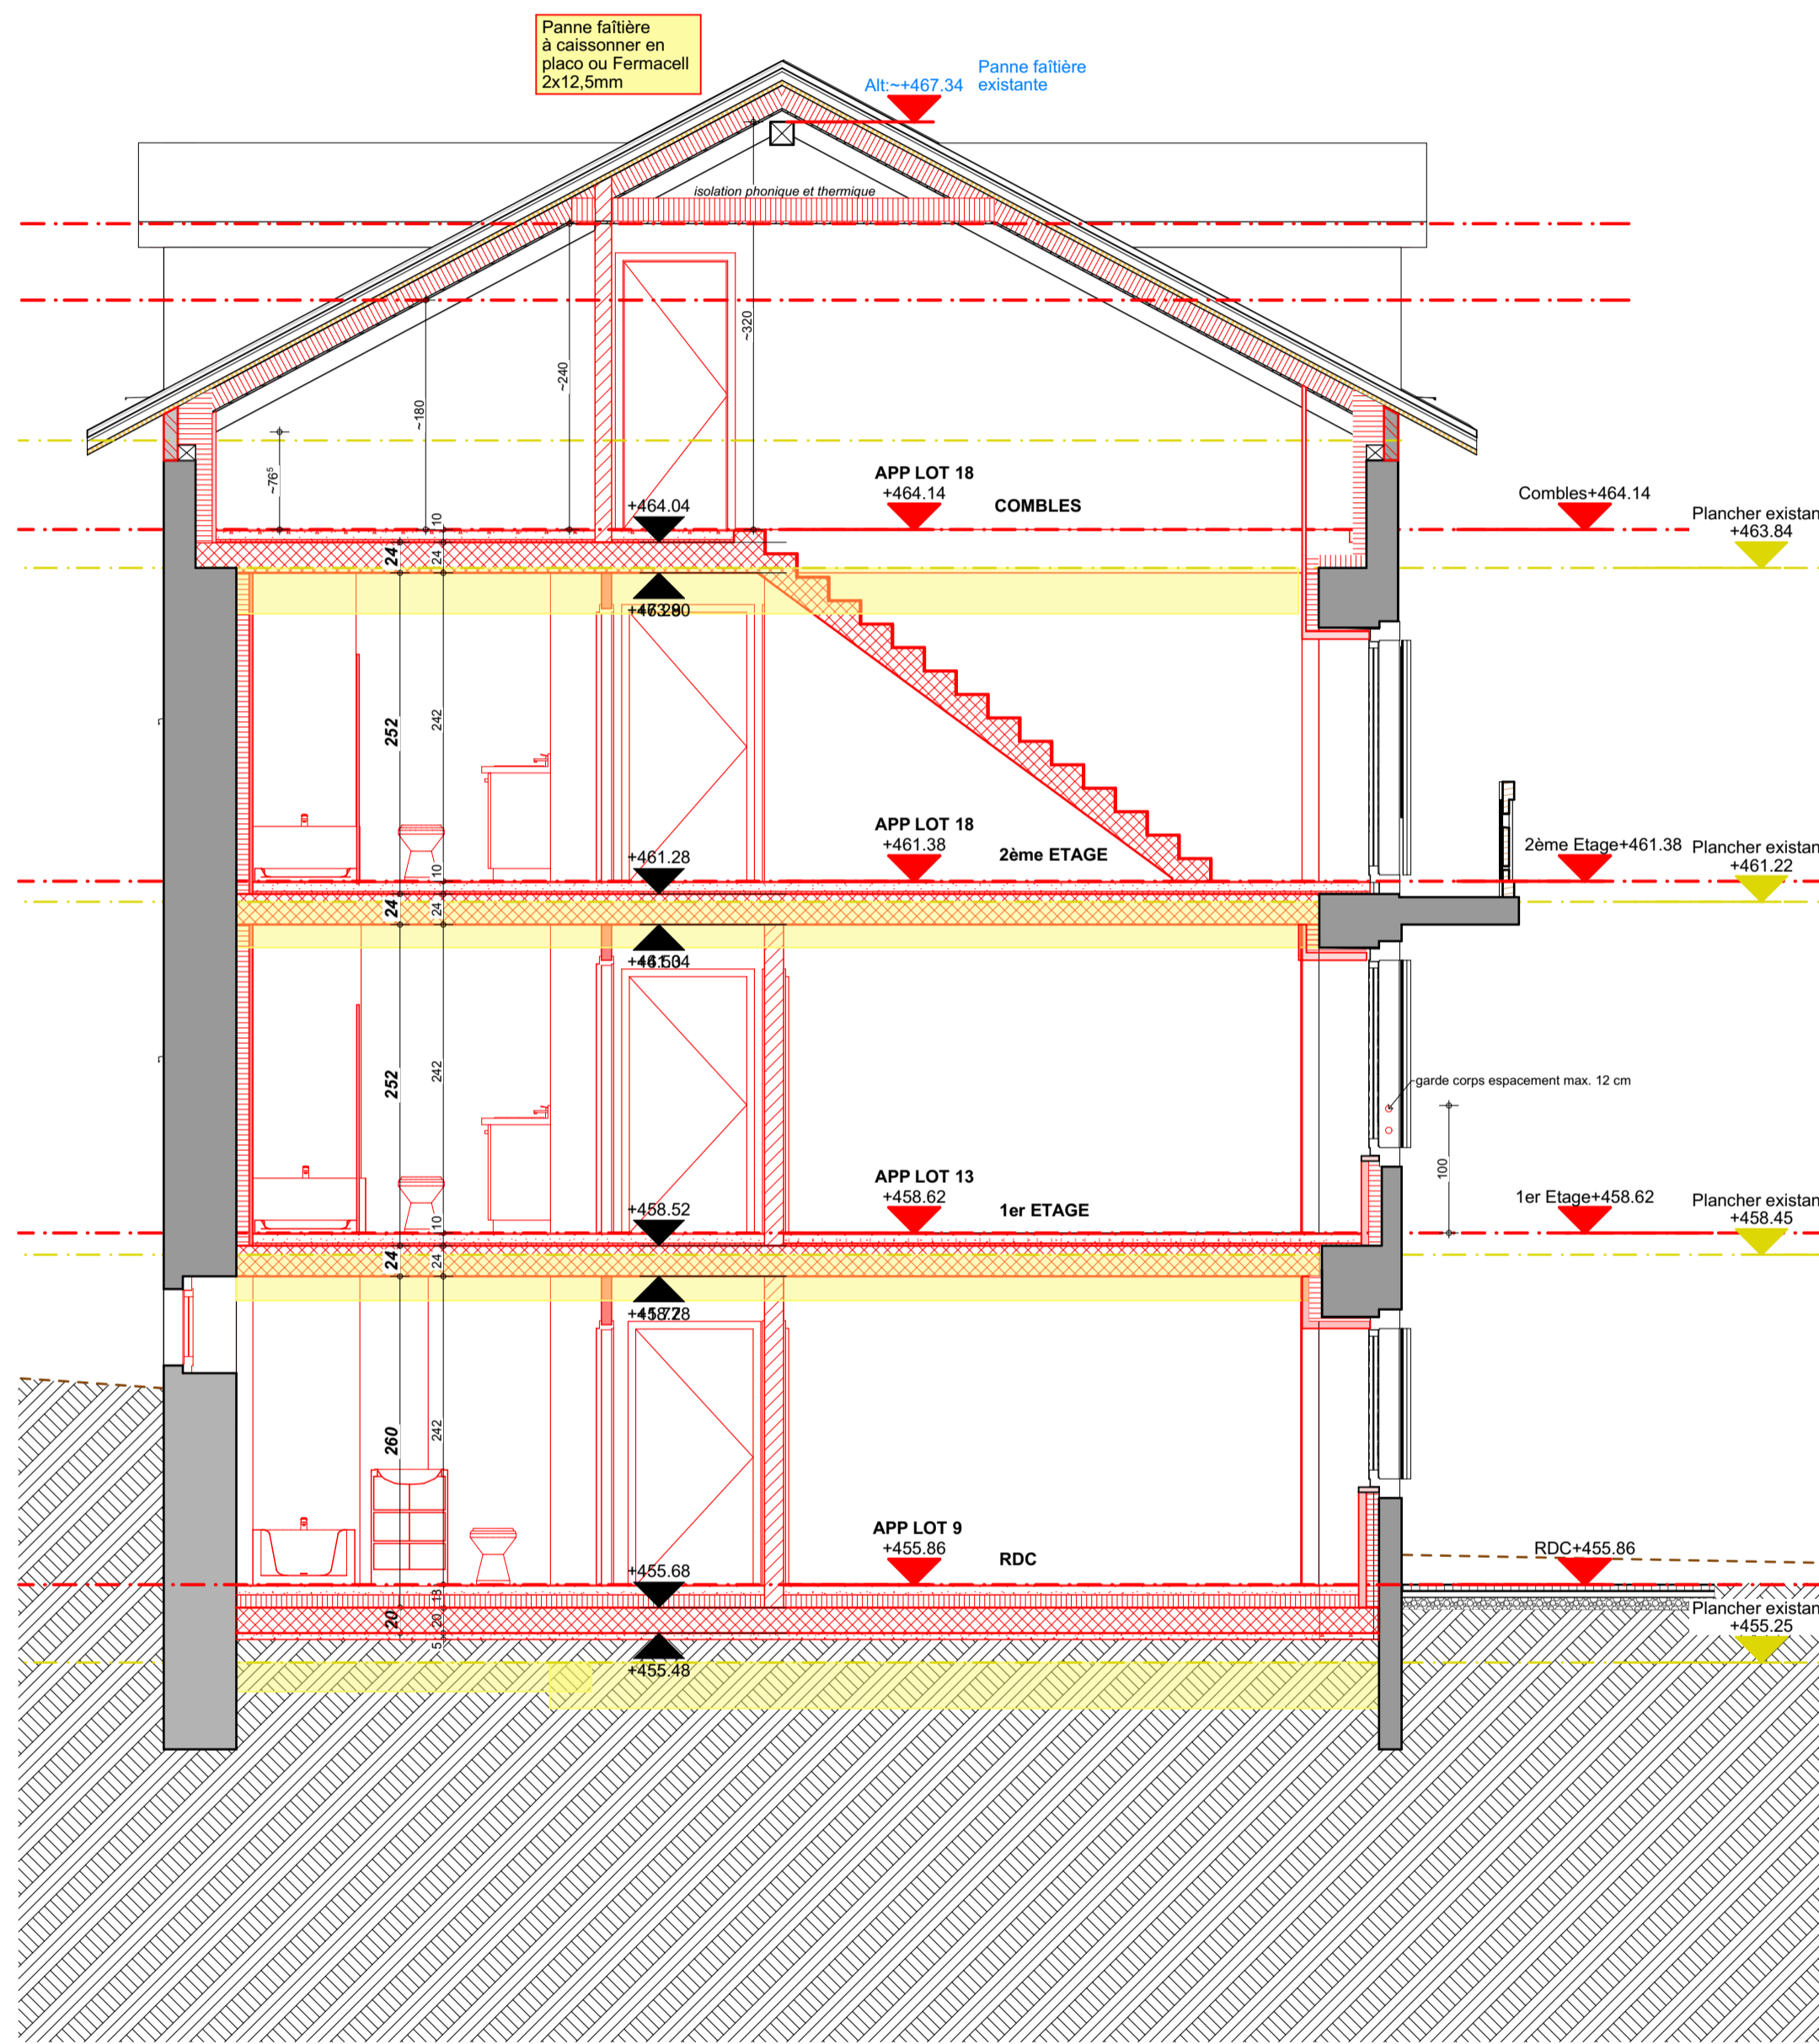 Panne faîtière
à caissonner en
placo ou Fermacell
2x12,5mm
Alt:~+467.34
Panne faîtière
existante
isolation phonique et thermique
~320
~240
~180
~76⁵
APP LOT 18
+464.14
COMBLES
+464.04
Combles+464.14
Plancher existan
+463.84
10
24
24
252
242
APP LOT 18
+461.38
2ème ETAGE
+461.28
2ème Etage+461.38
Plancher existan
+461.22
10
24
24
252
242
garde corps espacement max. 12 cm
100
APP LOT 13
+458.62
1er ETAGE
+458.52
1er Etage+458.62
Plancher existan
+458.45
10
24
24
260
242
APP LOT 9
+455.86
RDC
+455.68
RDC+455.86
Plancher existan
+455.25
18
20
20
5
+455.48